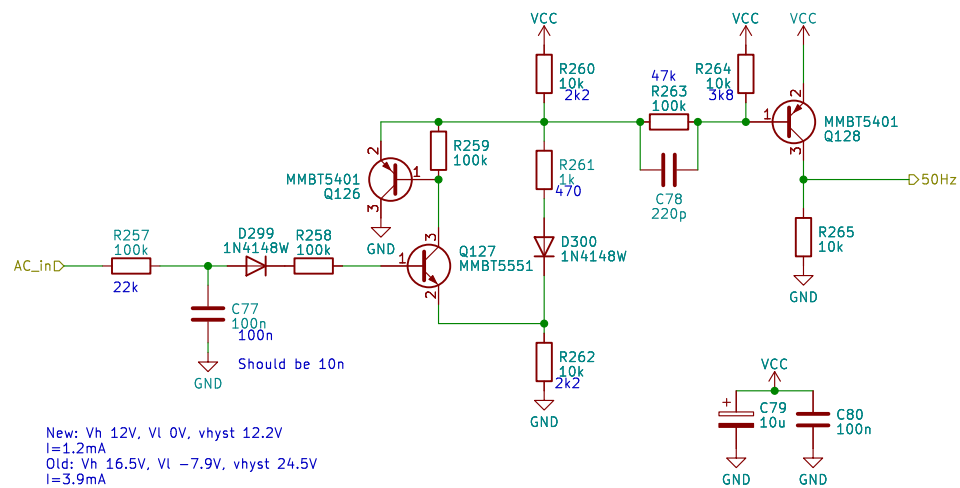 VCC
VCC
VCC
R260
10k
2k2
47k
R263
100k
R264
10k
3k8
2
1
MMBT5401
Q128
3
R259
100k
2
MMBT5401
Q126
1
3
GND
R261
1k
470
C78
220p
50Hz
R265
10k
GND
R257
100k
AC_in
22k
D299
1N4148W
R258
100k
3
Q127
MMBT5551
1
2
D300
1N4148W
C77
100n
100n
Should be 10n
GND
R262
10k
2k2
GND
VCC
+
C79
10u
C80
100n
GND
GND
New: Vh 12V, Vl 0V, vhyst 12.2V
I=1.2mA
Old: Vh 16.5V, Vl −7.9V, vhyst 24.5V
I=3.9mA